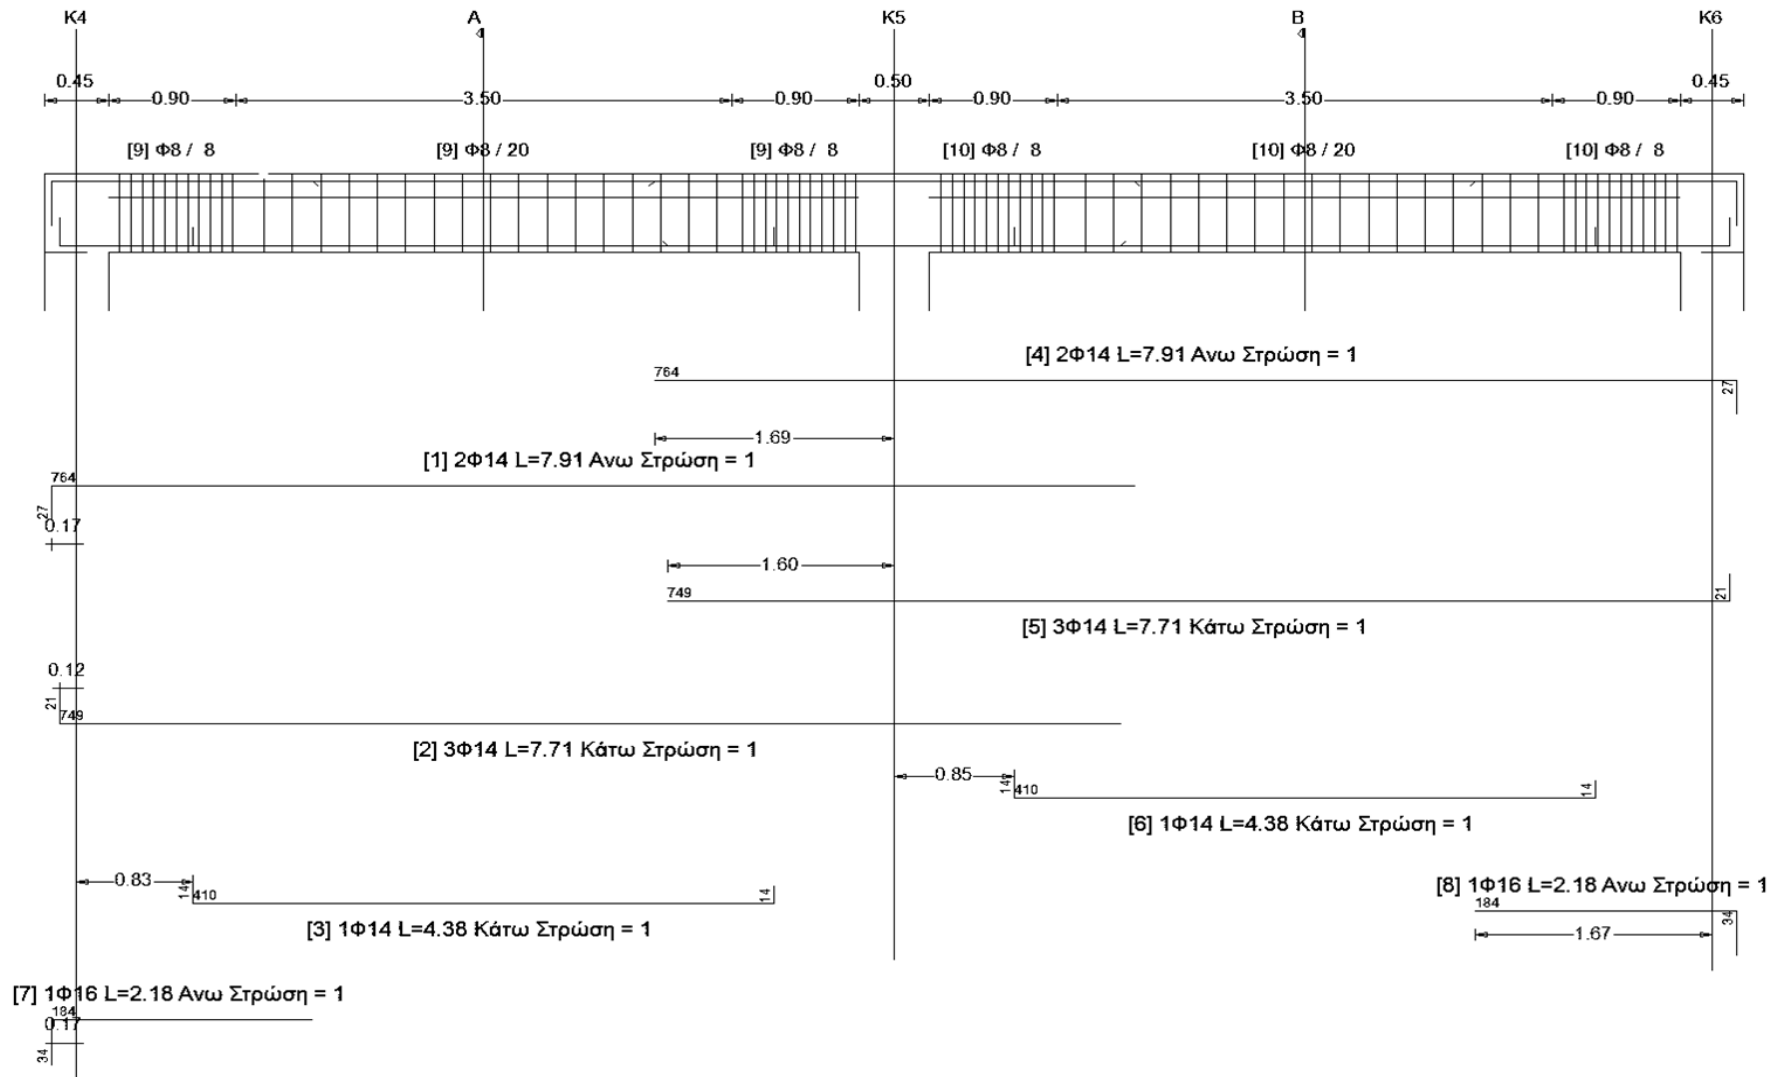 K4 A K5 B K6
0.45 0.50 0.45
0.90 3.50 0.90 0.90 3.50 0.90
[9] Φ8 / 8 [9] Φ8 / 20 [9] Φ8 / 8 [10] Φ8 / 8 [10] Φ8 / 20 [10] Φ8 / 8
[4] 2Φ14 L=7.91 Ανω Στρώση = 1
764
27
1.69
[1] 2Φ14 L=7.91 Ανω Στρώση = 1
764
27
0.17
1.60
749
21
[5] 3Φ14 L=7.71 Κάτω Στρώση = 1
0.12
21
749
[2] 3Φ14 L=7.71 Κάτω Στρώση = 1
0.85
14 410 14
[6] 1Φ14 L=4.38 Κάτω Στρώση = 1
0.83
14 410 14
[3] 1Φ14 L=4.38 Κάτω Στρώση = 1
[8] 1Φ16 L=2.18 Ανω Στρώση = 1
184
34
1.67
[7] 1Φ16 L=2.18 Ανω Στρώση = 1
184
0.17
34